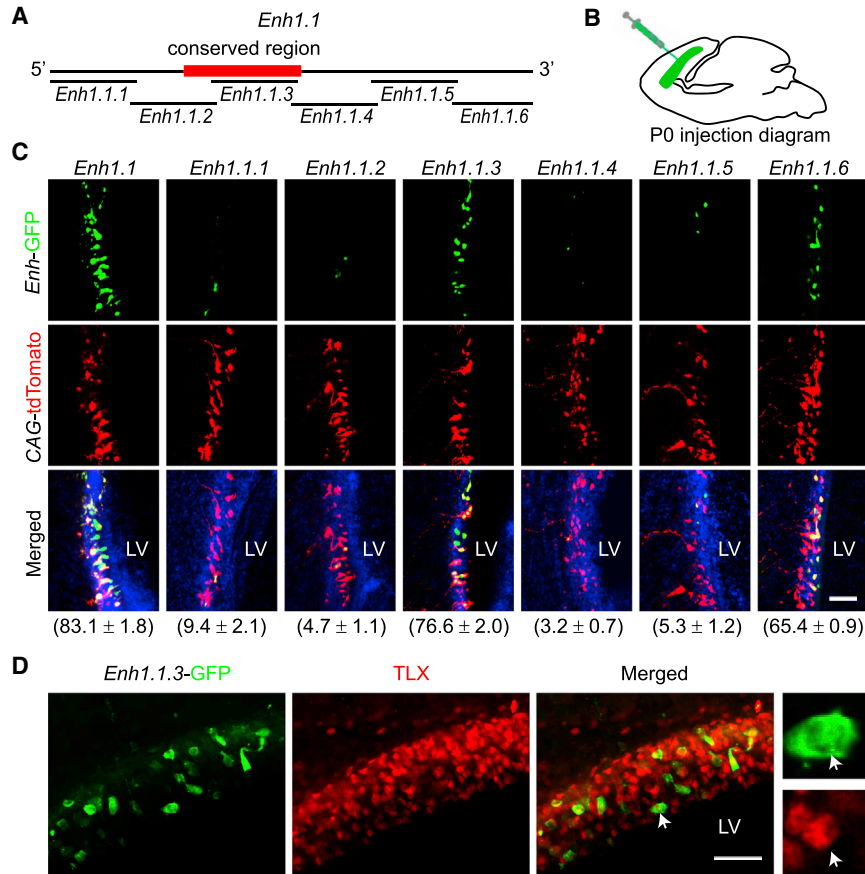 A
Enh1.1
conserved region
5’
3’
Enh1.1.1
Enh1.1.3
Enh1.1.5
Enh1.1.2
Enh1.1.4
Enh1.1.6
B
P0 injection diagram
C
Enh1.1 Enh1.1.1 Enh1.1.2 Enh1.1.3 Enh1.1.4 Enh1.1.5 Enh1.1.6
Enh-GFP
CAG-tdTomato
Merged
LV LV LV LV LV LV LV
(83.1 ± 1.8) (9.4 ± 2.1) (4.7 ± 1.1) (76.6 ± 2.0) (3.2 ± 0.7) (5.3 ± 1.2) (65.4 ± 0.9)
D
Enh1.1.3-GFP TLX Merged
LV